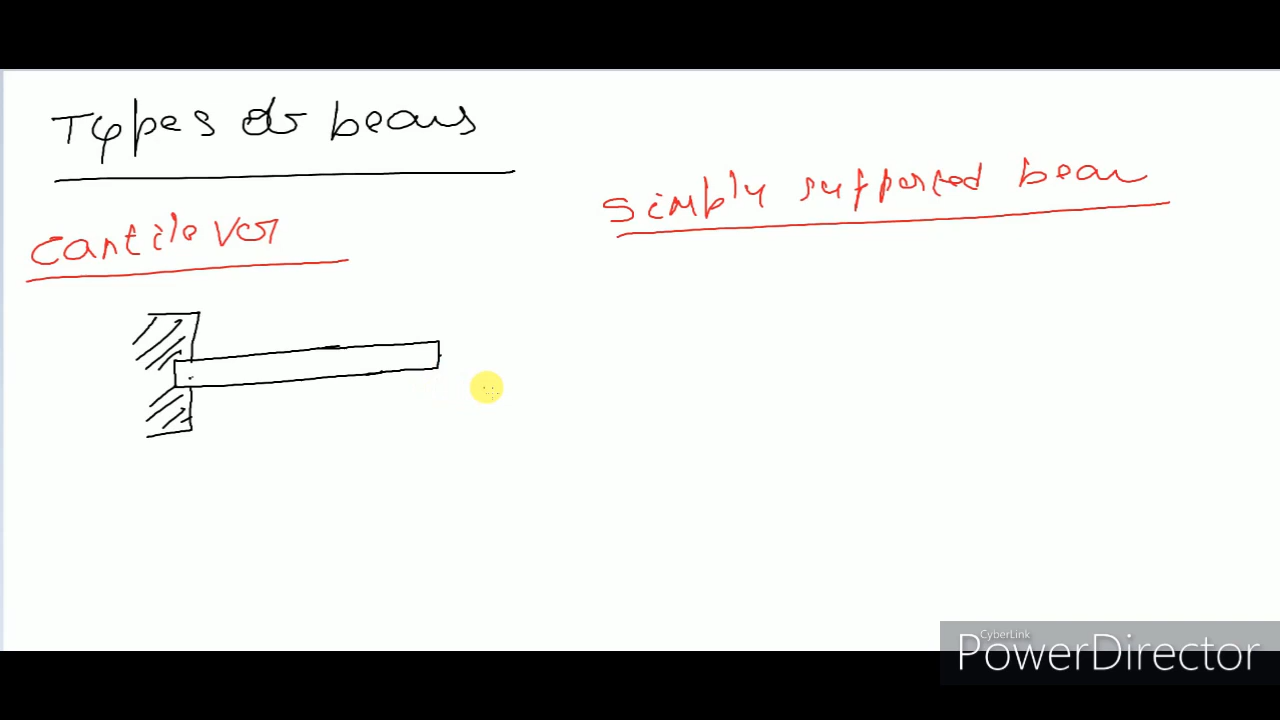 Types of beams
Cantilever
Simply supported beam
CyberLink
PowerDirector